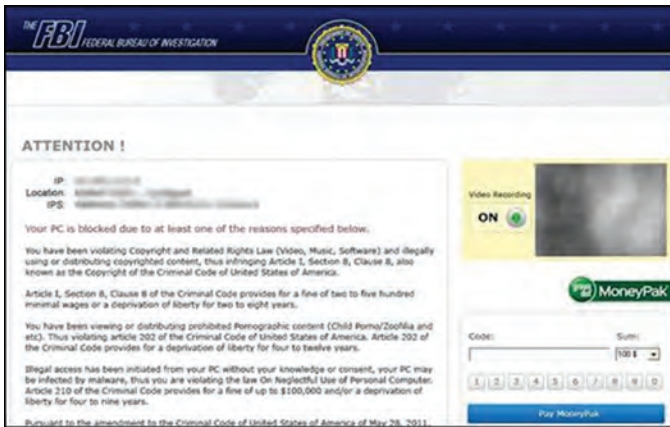 THE FBI FEDERAL BUREAU OF INVESTIGATION
ATTENTION !
IP:
Location:
IPS:
Your PC is blocked due to at least one of the reasons specified below.
You have been violating Copyright and Related Rights Law (Video, Music, Software) and illegally
using or distributing copyrighted content, thus infringing Article I, Section 8, Clause 8, also
known as the Copyright of the Criminal Code of United States of America.
Article I, Section 8, Clause 8 of the Criminal Code provides for a fine of two to five hundred
minimal wages or a deprivation of liberty for two to eight years.
You have been viewing or distributing prohibited Pornographic content (Child Porno/Zoofilia and
etc). Thus violating article 202 of the Criminal Code of United States of America. Article 202 of
the Criminal Code provides for a deprivation of liberty for four to twelve years.
Illegal access has been initiated from your PC without your knowledge or consent, your PC may
be infected by malware, thus you are violating the law On Neglectful Use of Personal Computer.
Article 210 of the Criminal Code provides for a fine of up to $100,000 and/or a deprivation of
liberty for four to nine years.
Pursuant to the amendment to the Criminal Code of United States of America of May 28, 2011,
Video Recording
ON
MoneyPak
Code:
Sum:
100 $
1 2 3 4 5 6 7 8 9 0
Pay MoneyPak